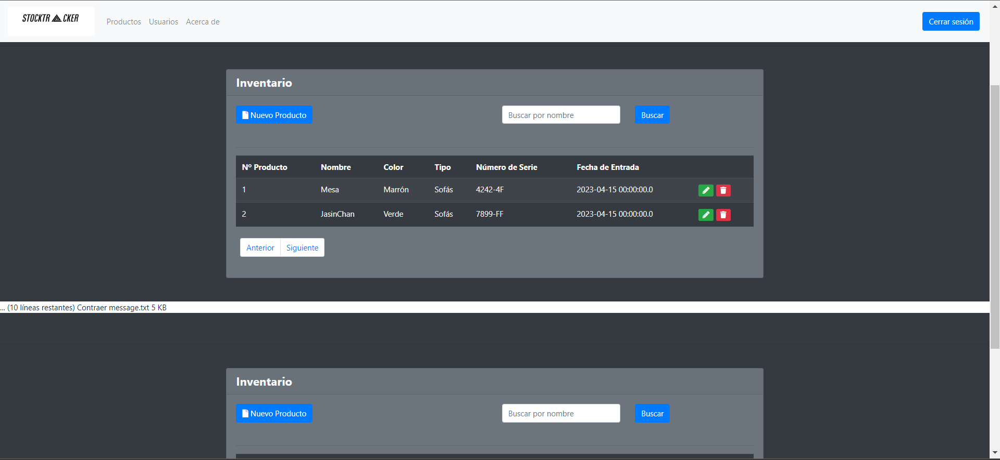 STOCKTR CKER Productos Usuarios Acerca de Cerrar sesión
Inventario
Nuevo Producto Buscar por nombre Buscar
Nº Producto Nombre Color Tipo Número de Serie Fecha de Entrada
1 Mesa Marrón Sofás 4242-4F 2023-04-15 00:00:00.0
2 JasinChan Verde Sofás 7899-FF 2023-04-15 00:00:00.0
Anterior Siguiente
... (10 líneas restantes) Contraer message.txt 5 KB
Inventario
Nuevo Producto Buscar por nombre Buscar